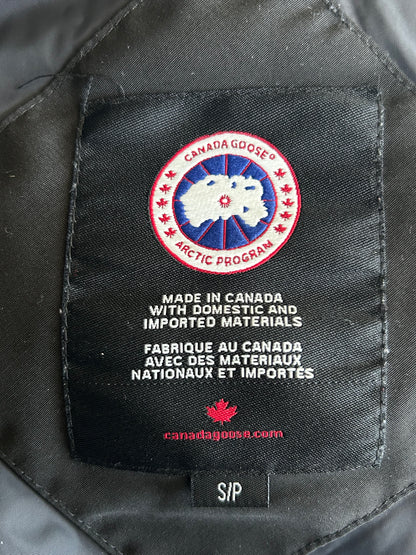 CANADA GOOSE®
ARCTIC PROGRAM
MADE IN CANADA
WITH DOMESTIC AND
IMPORTED MATERIALS
FABRIQUE AU CANADA
AVEC DES MATERIAUX
NATIONAUX ET IMPORTÉS
canadagoose.com
S/P